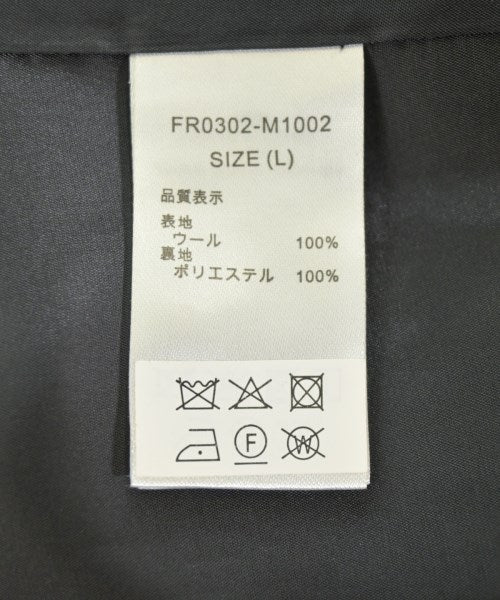 FR0302-M1002
SIZE (L)
品質表示
表地
ウール 100%
裏地
ポリエステル 100%
F
W